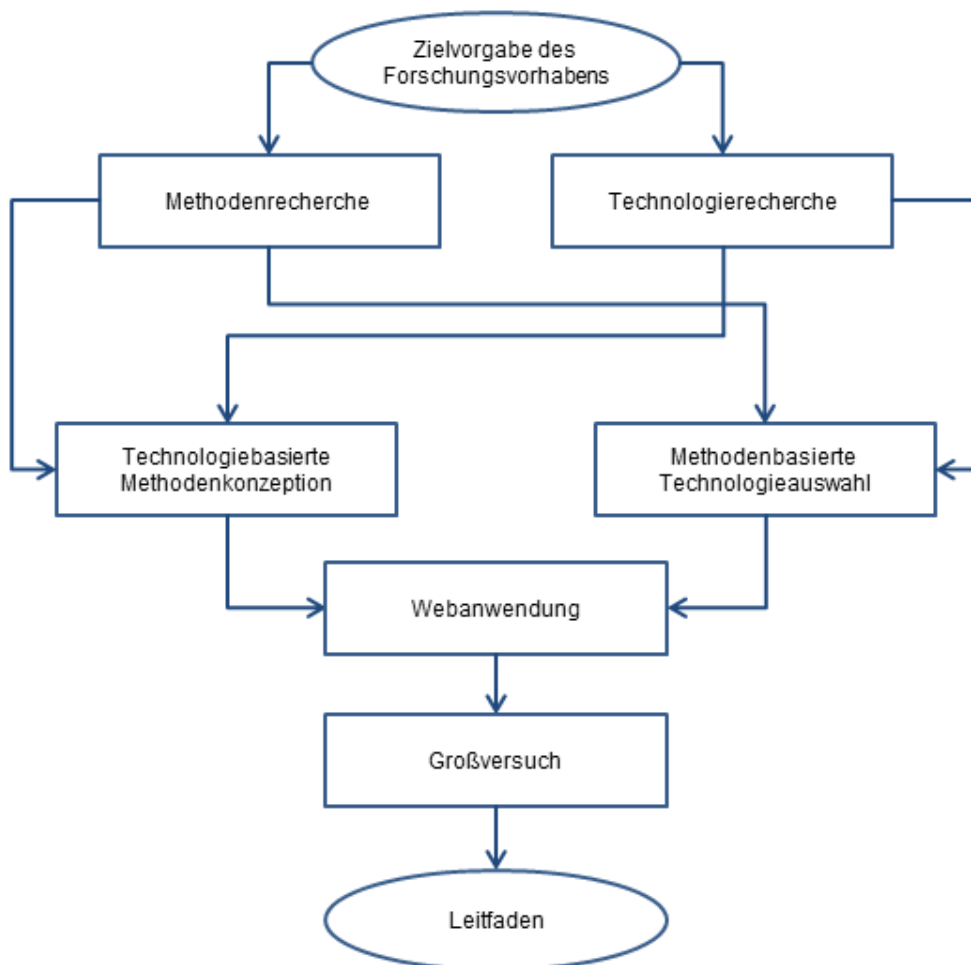 Zielvorgabe des
Forschungsvorhabens
Methodenrecherche
Technologierecherche
Technologiebasierte
Methodenkonzeption
Methodenbasierte
Technologieauswahl
Webanwendung
Großversuch
Leitfaden